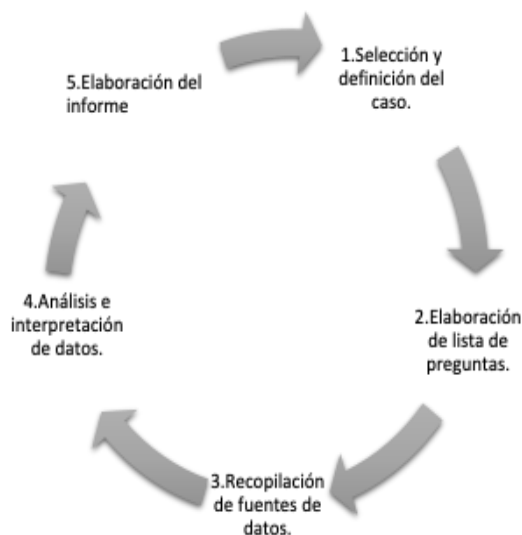 1.Selección y
definición del
caso.
2.Elaboración
de lista de
preguntas.
3.Recopilación
de fuentes de
datos.
4.Análisis e
interpretación
de datos.
5.Elaboración del
informe